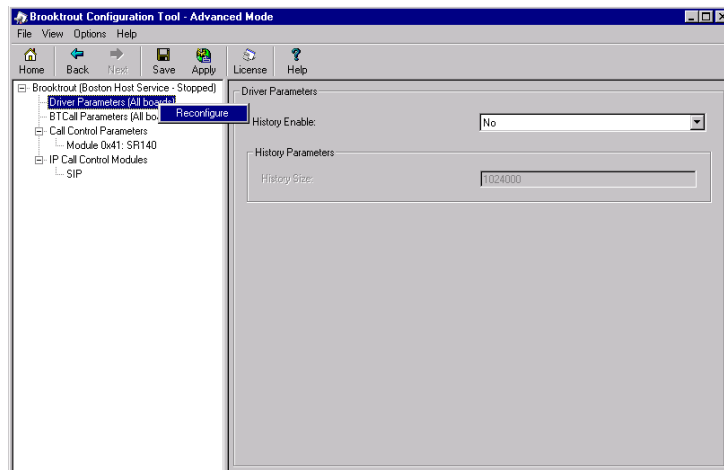 Brooktrout Configuration Tool - Advanced Mode
File View Options Help
Home Back Next Save Apply License Help
Brooktrout (Boston Host Service - Stopped)
Driver Parameters (All boards)
Reconfigure
BTCall Parameters (All bo
Call Control Parameters
Module 0x41: SR140
IP Call Control Modules
SIP
Driver Parameters
History Enable:
No
History Parameters
History Size:
1024000